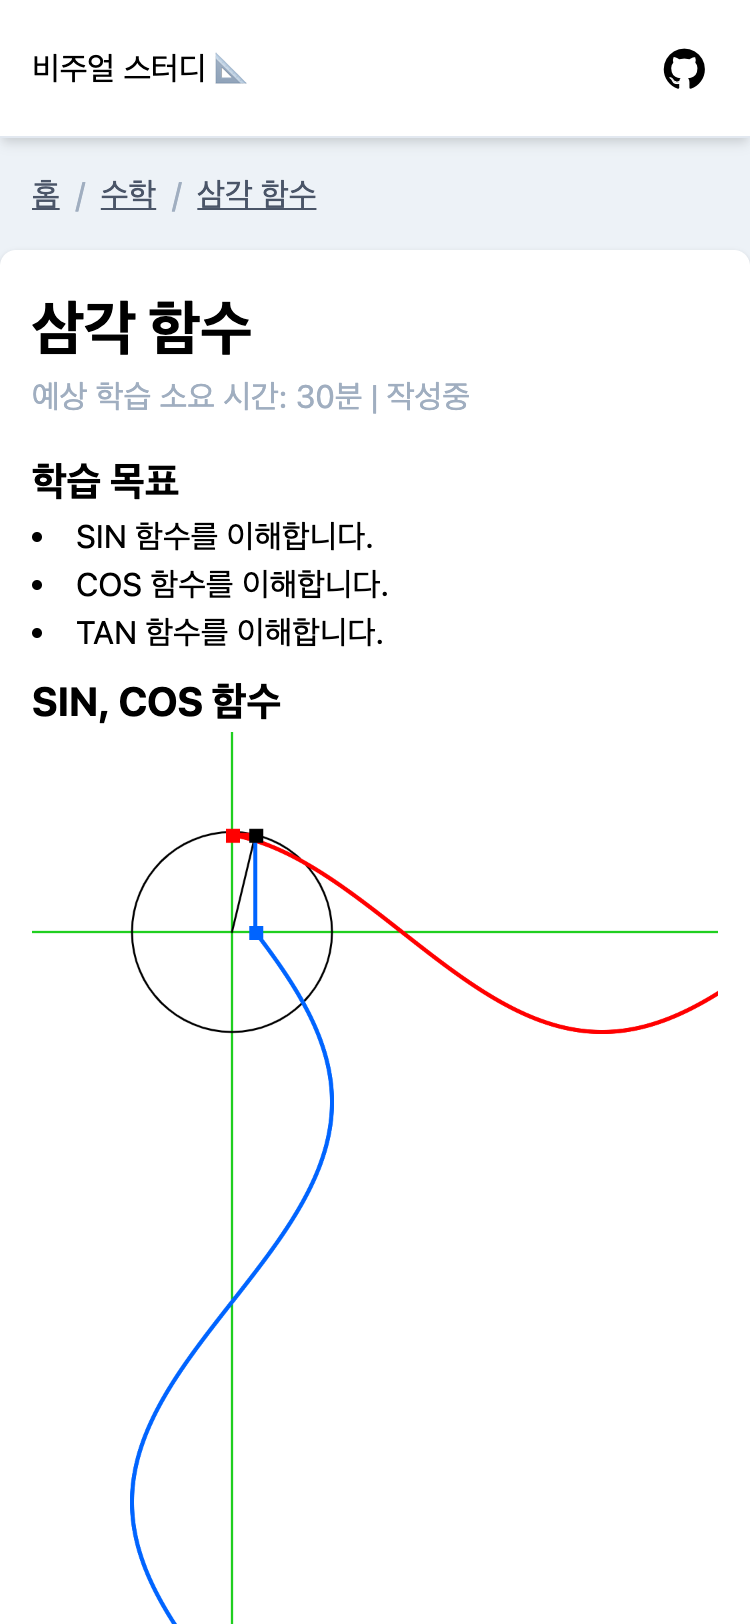 비주얼 스터디 📐
홈 / 수학 / 삼각 함수
삼각 함수
예상 학습 소요 시간: 30분 | 작성중
학습 목표
• SIN 함수를 이해합니다.
• COS 함수를 이해합니다.
• TAN 함수를 이해합니다.
SIN, COS 함수